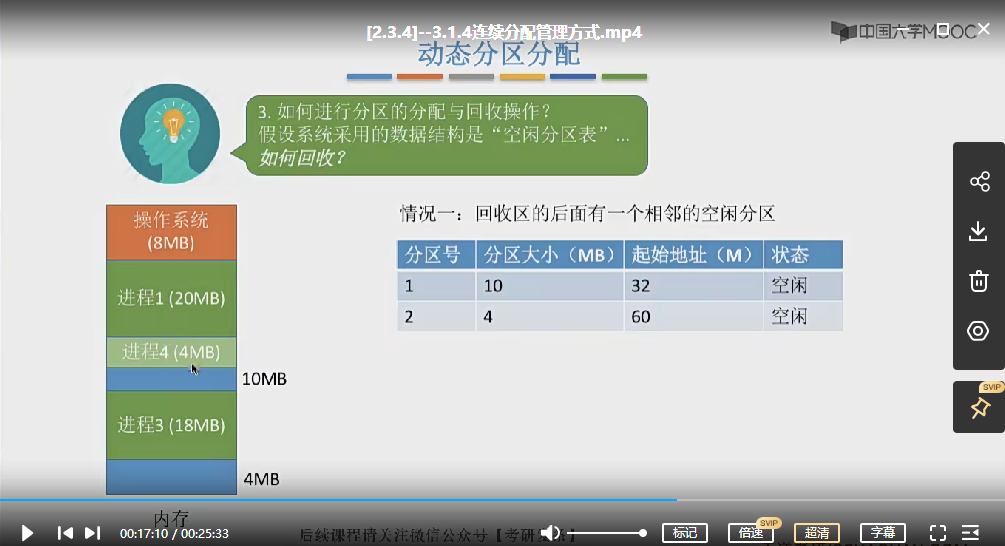 [2.3.4]--3.1.4连续分配管理方式.mp4
中国大学MOOC
动态分区分配
3. 如何进行分区的分配与回收操作？
假设系统采用的数据结构是“空闲分区表”...
如何回收？
操作系统
(8MB)
进程1 (20MB)
进程4 (4MB)
10MB
进程3 (18MB)
4MB
内存
情况一：回收区的后面有一个相邻的空闲分区
分区号 分区大小（MB） 起始地址（M） 状态
1 10 32 空闲
2 4 60 空闲
SVIP
后续课程请关注微信公众号
00:17:10 / 00:25:33
标记
倍速
SVIP
超清
字幕